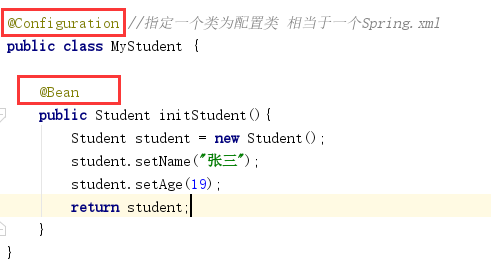 @Configuration //指定一个类为配置类 相当于一个Spring.xml
public class MyStudent {
@Bean
public Student initStudent(){
Student student = new Student();
student.setName("张三");
student.setAge(19);
return student;
}
}